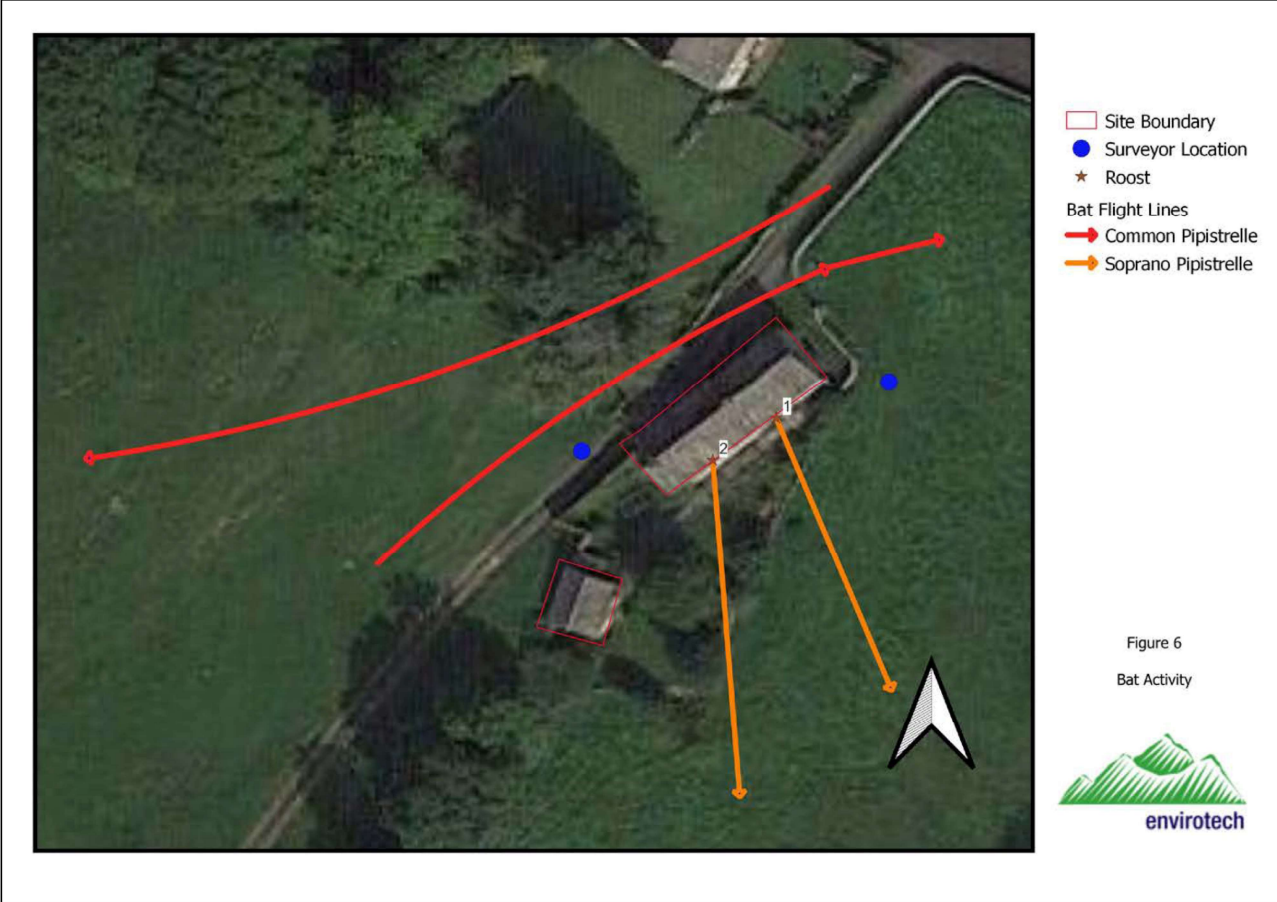 Site Boundary
Surveyor Location
Roost
Bat Flight Lines
Common Pipistrelle
Soprano Pipistrelle
1
2
Figure 6
Bat Activity
envirotech